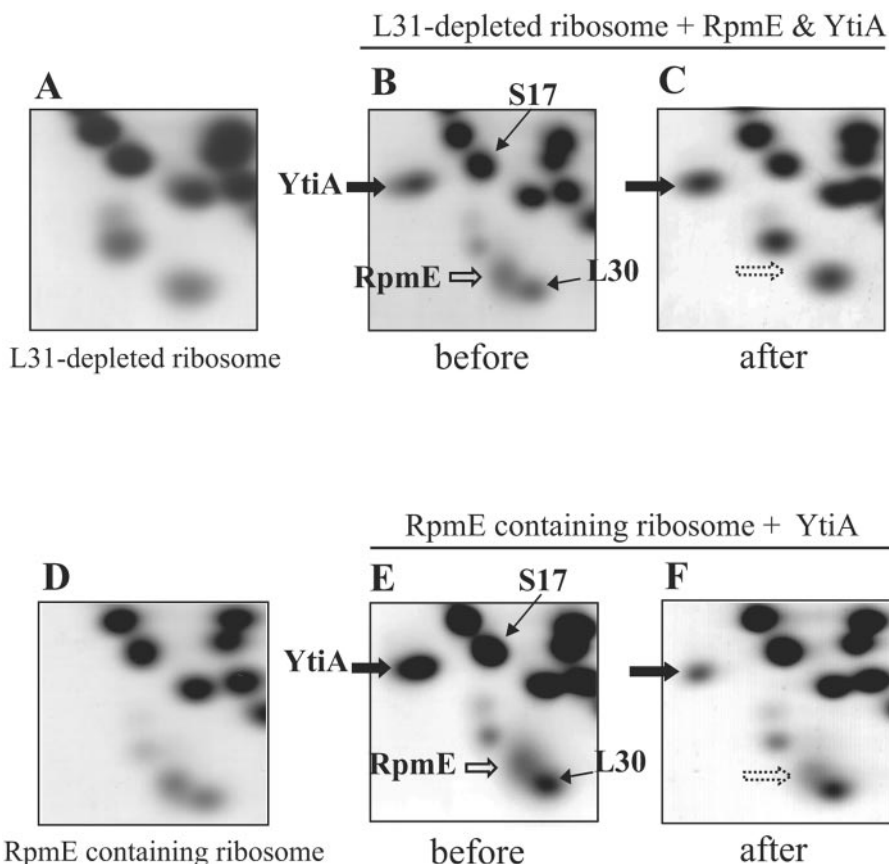 L31-depleted ribosome + RpmE & YtiA
A
B
C
S17
YtiA
RpmE
L30
L31-depleted ribosome
before
after
RpmE containing ribosome + YtiA
D
E
F
S17
YtiA
RpmE
L30
RpmE containing ribosome
before
after